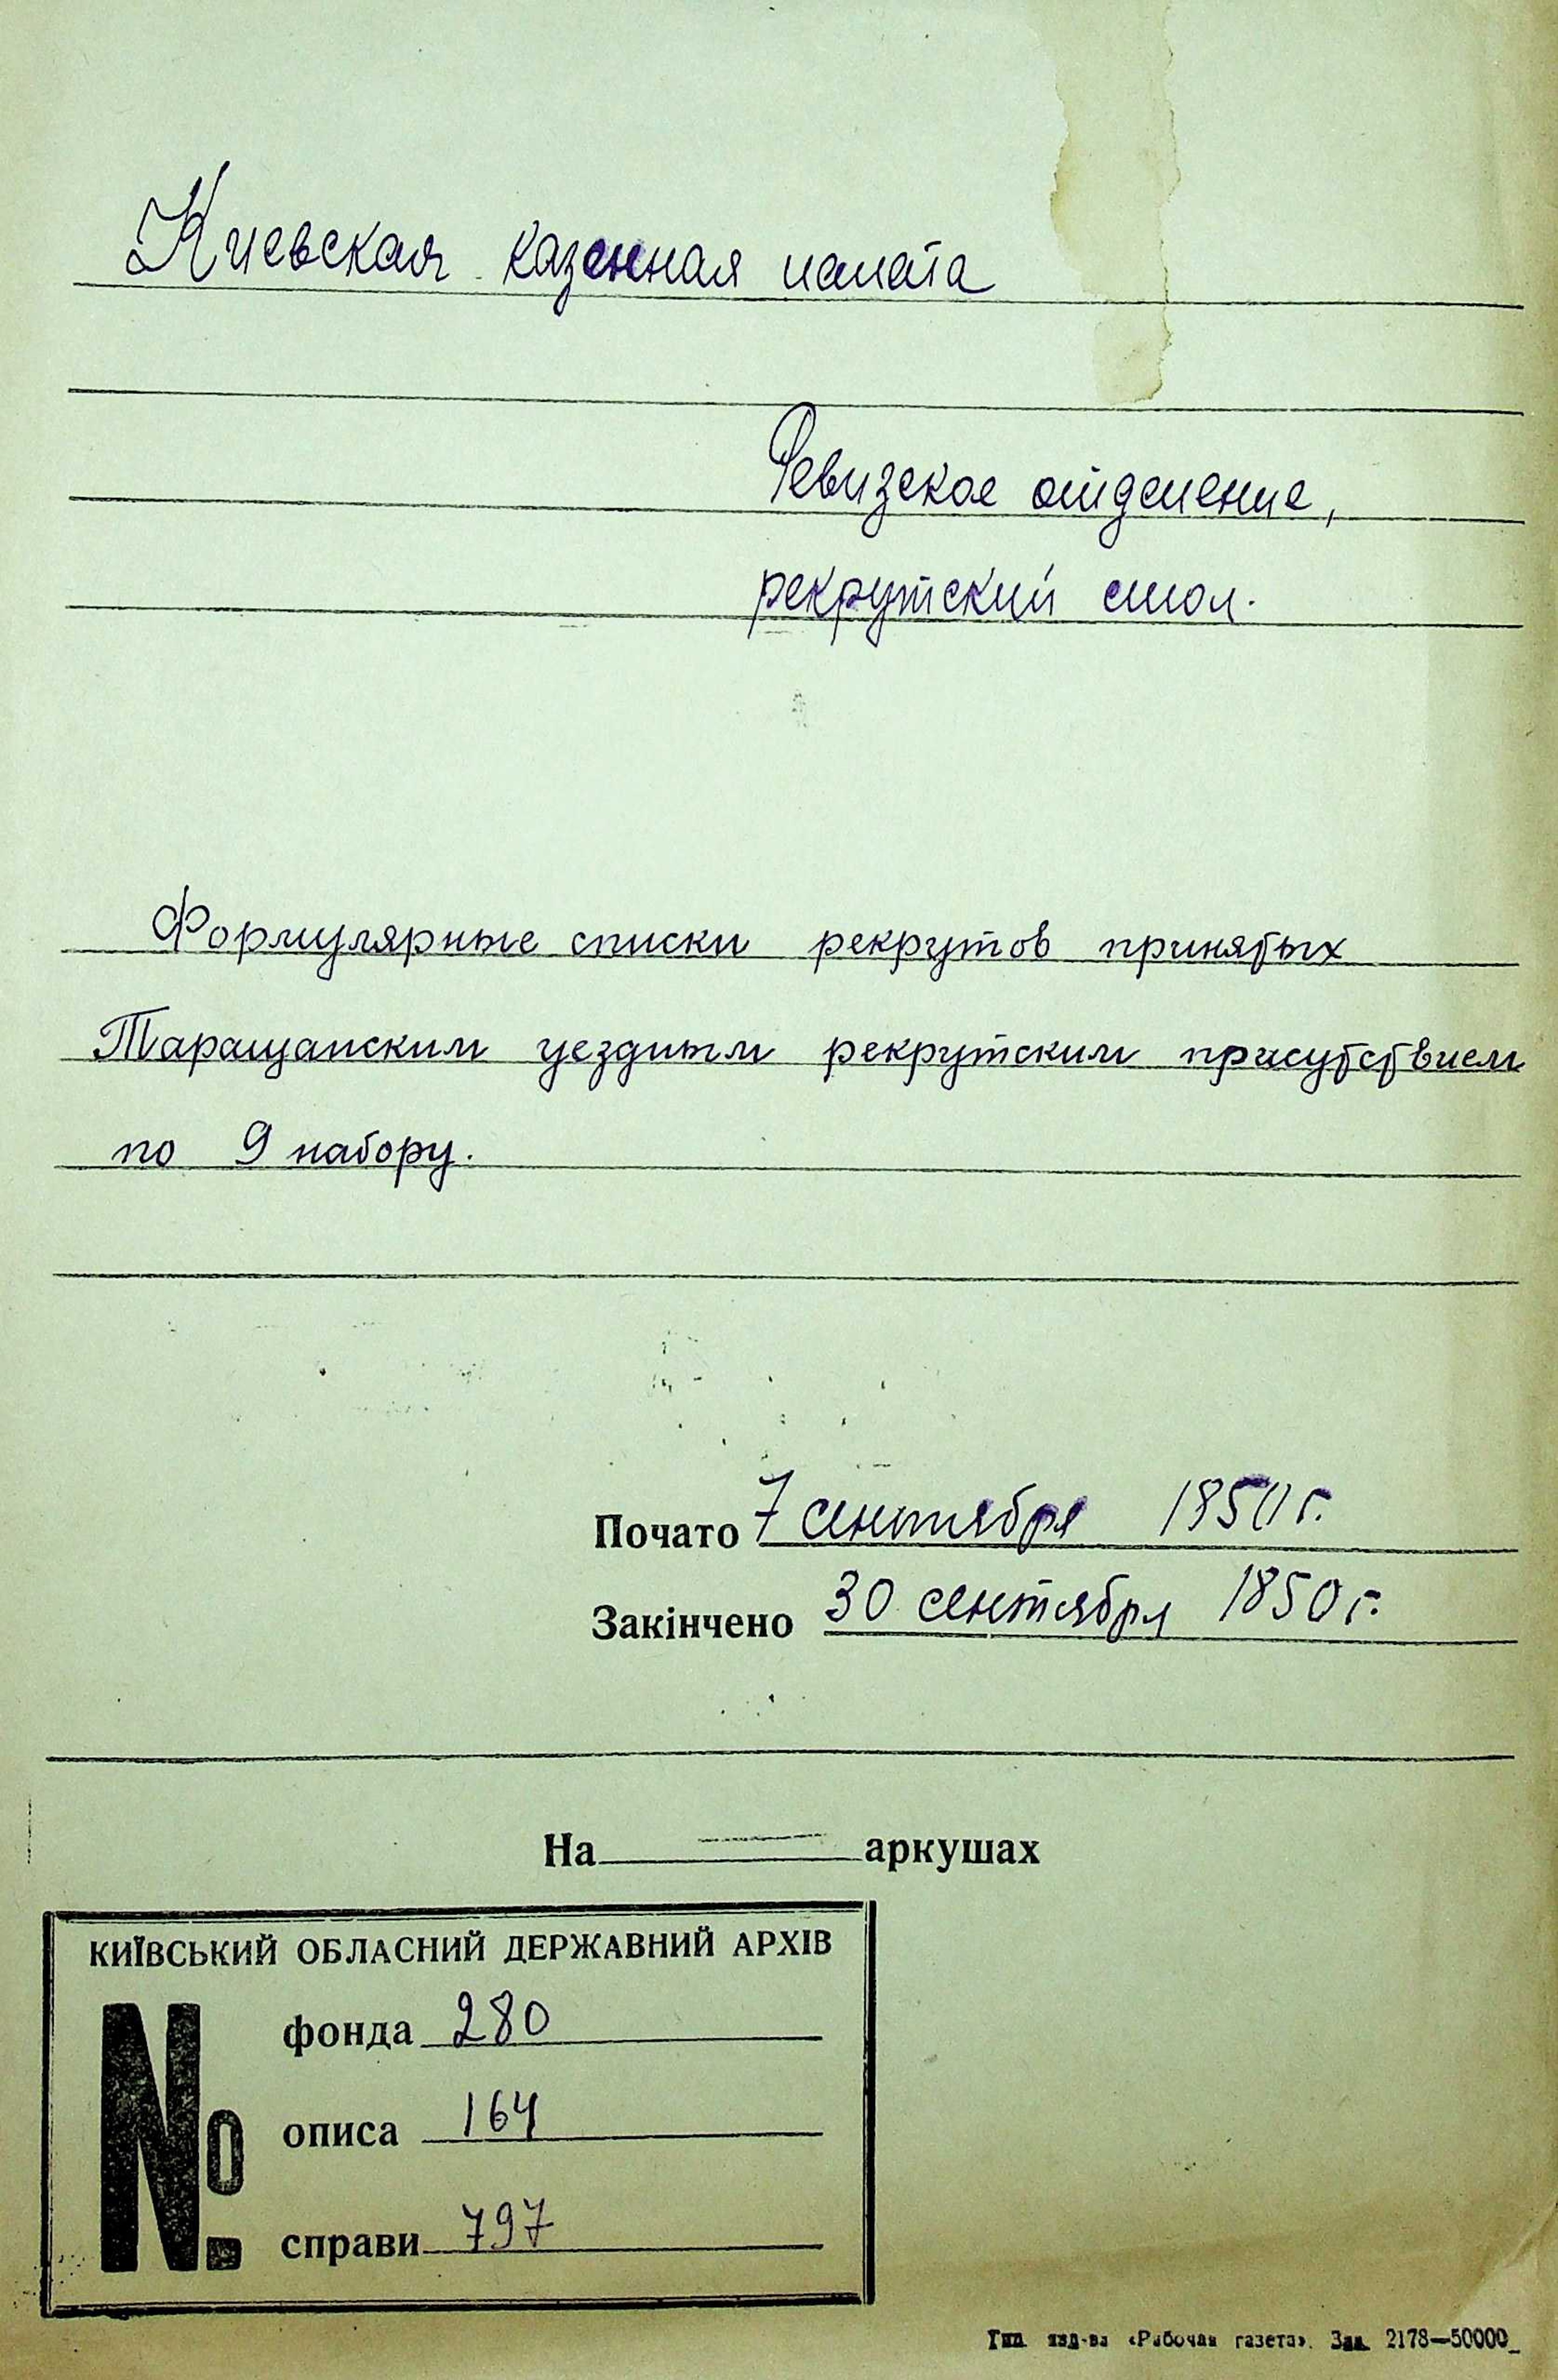 Киевская казенная палата
Ревизское отделение,
рекрутский стол.
Формулярные списки рекрутов принятых
Таращанским уездным рекрутским присутствием
по 9 набору.
Почато 7 сентября 1850 г.
Закінчено 30 сентября 1850 г.
На аркушах
КИЇВСЬКИЙ ОБЛАСНИЙ ДЕРЖАВНИЙ АРХІВ
№
фонда 280
описа 164
справи 797
Тип. изд-ва «Рабочая газета». Зак. 2178—50000